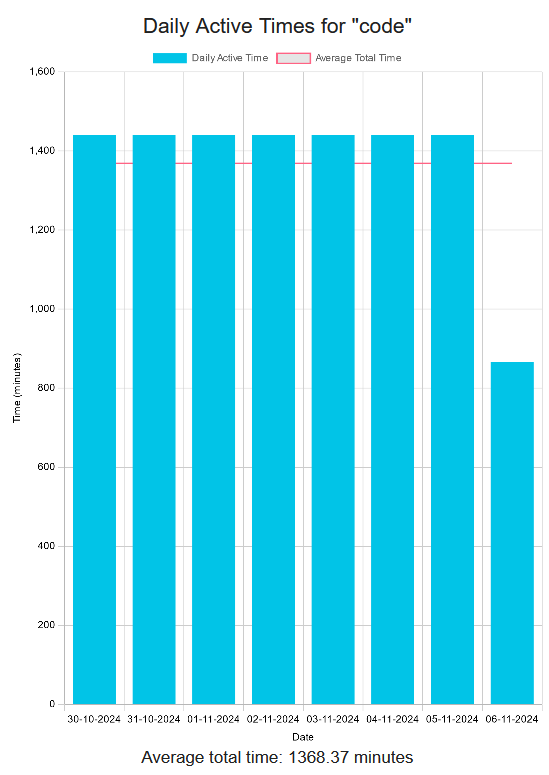 Daily Active Times for "code"
Daily Active Time
Average Total Time
1,600
1,400
1,200
1,000
800
600
400
200
0
Time (minutes)
30-10-2024
31-10-2024
01-11-2024
02-11-2024
03-11-2024
04-11-2024
05-11-2024
06-11-2024
Date
Average total time: 1368.37 minutes